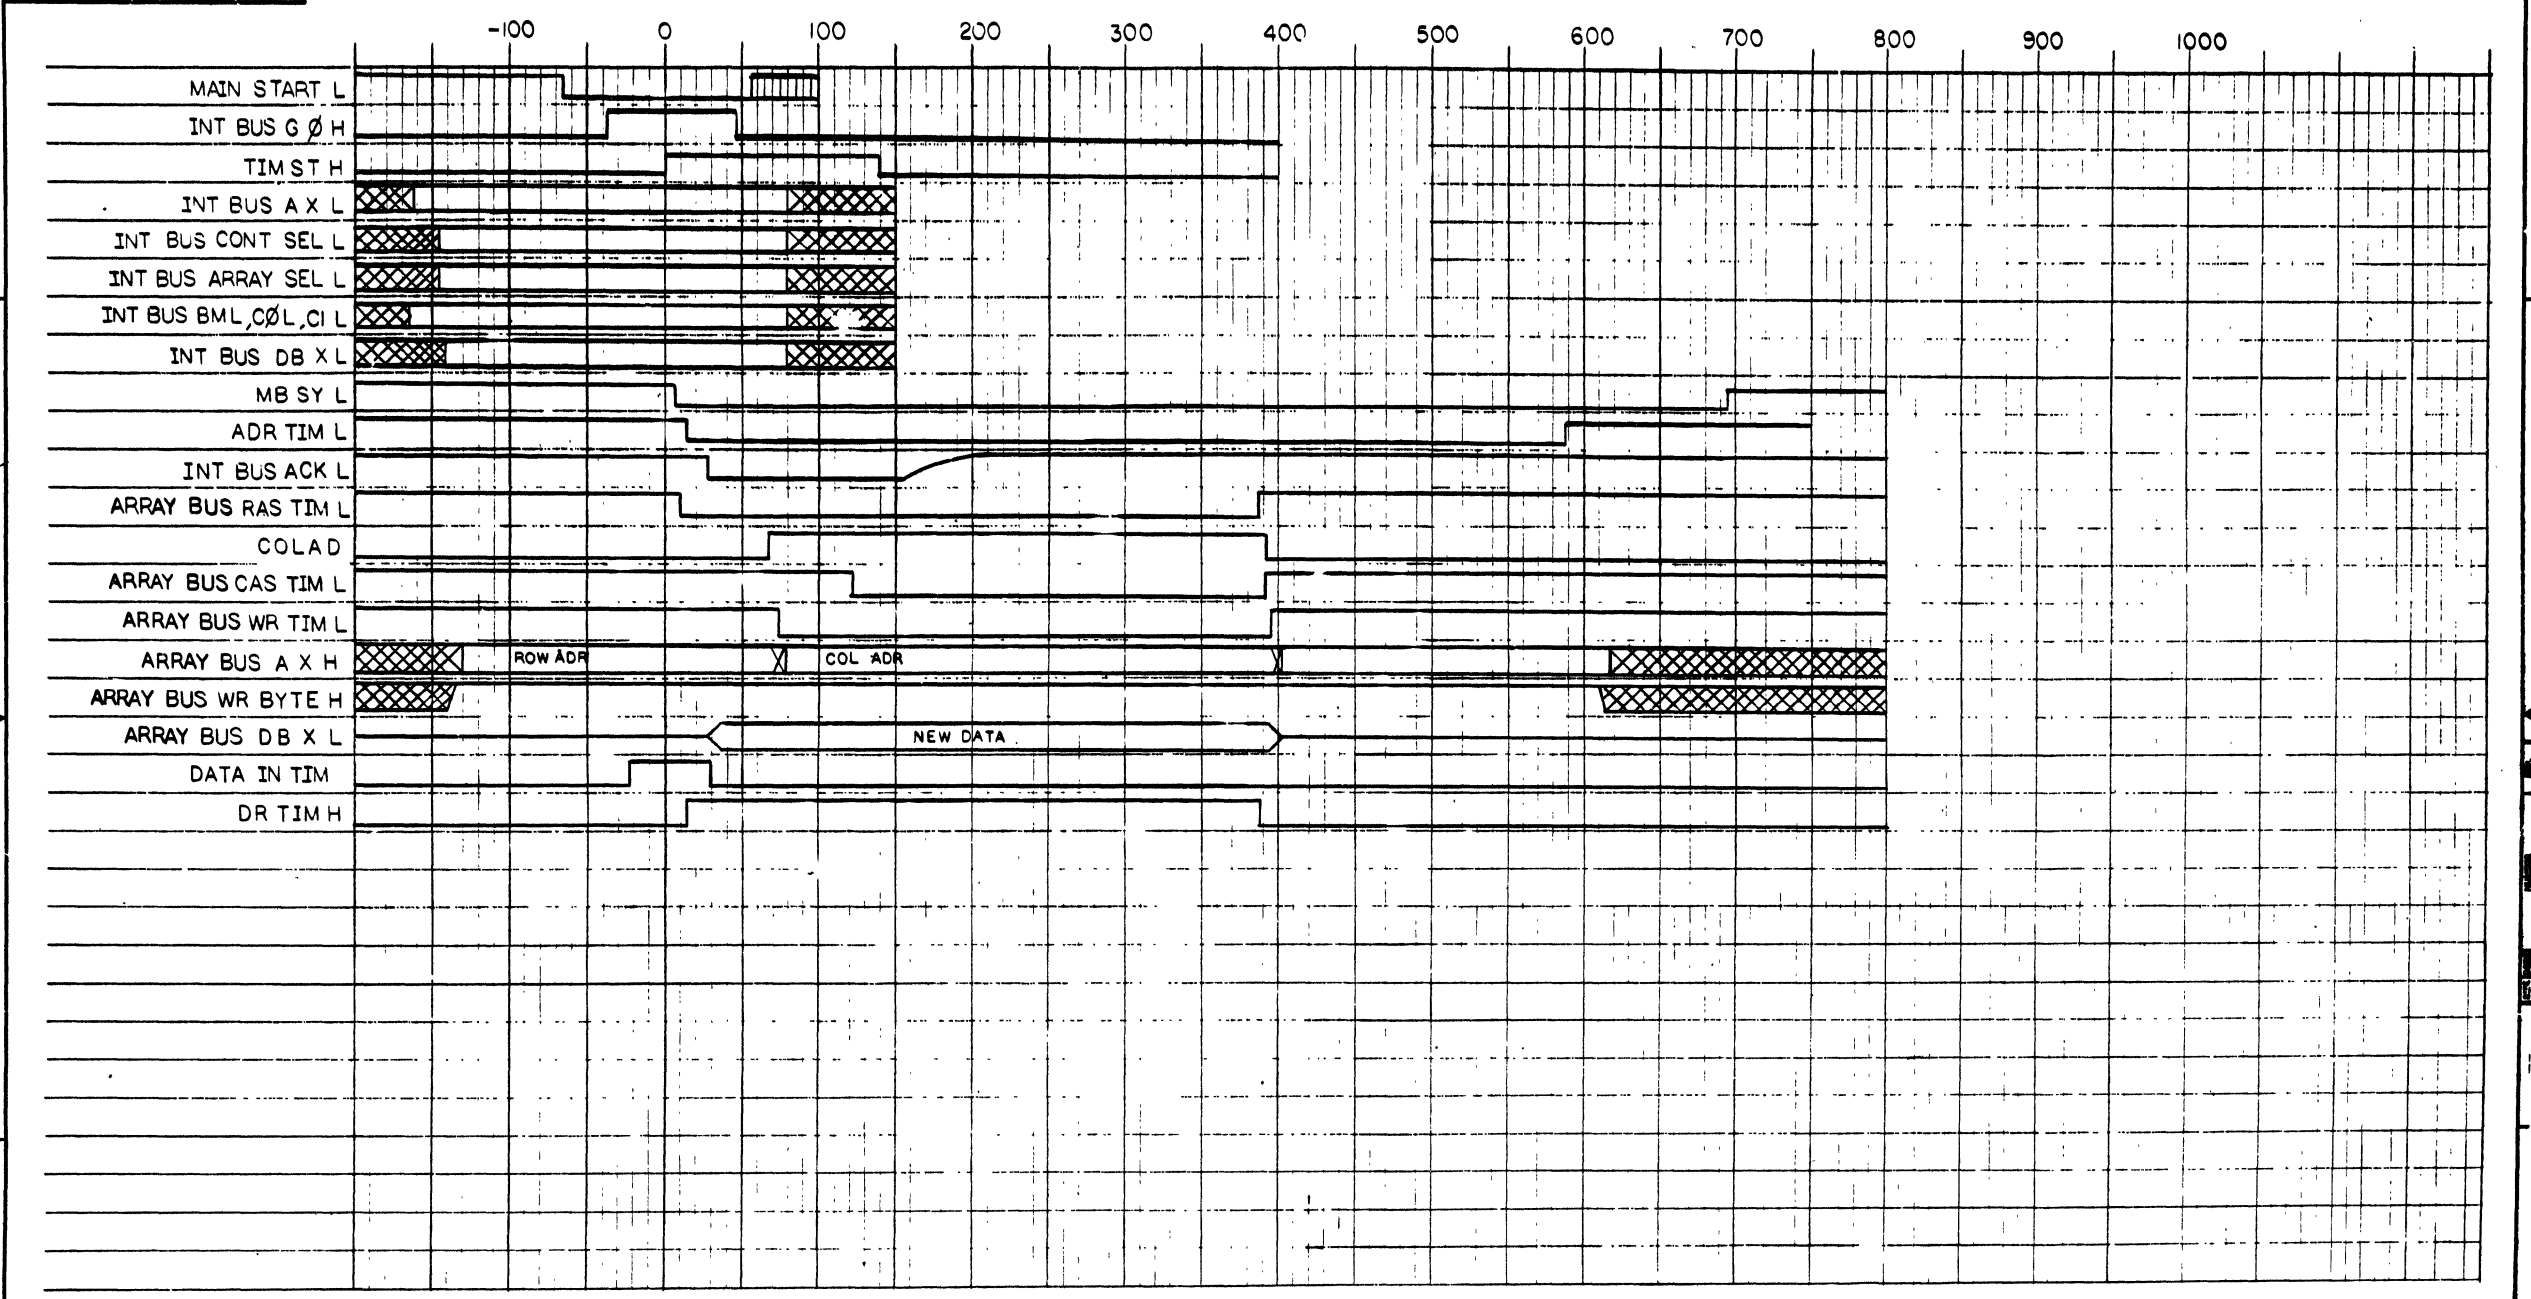 -100 0 100 200 300 400 500 600 700 800 900 1000
MAIN START L
INT BUS G Ø H
TIM ST H
INT BUS A X L
INT BUS CONT SEL L
INT BUS ARRAY SEL L
INT BUS BML,CØL,C1 L
INT BUS DB X L
MB SY L
ADR TIM L
INT BUS ACK L
ARRAY BUS RAS TIM L
COLAD
ARRAY BUS CAS TIM L
ARRAY BUS WR TIM L
ARRAY BUS A X H ROW ADR COL ADR
ARRAY BUS WR BYTE H
ARRAY BUS DB X L NEW DATA
DATA IN TIM
DR TIM H